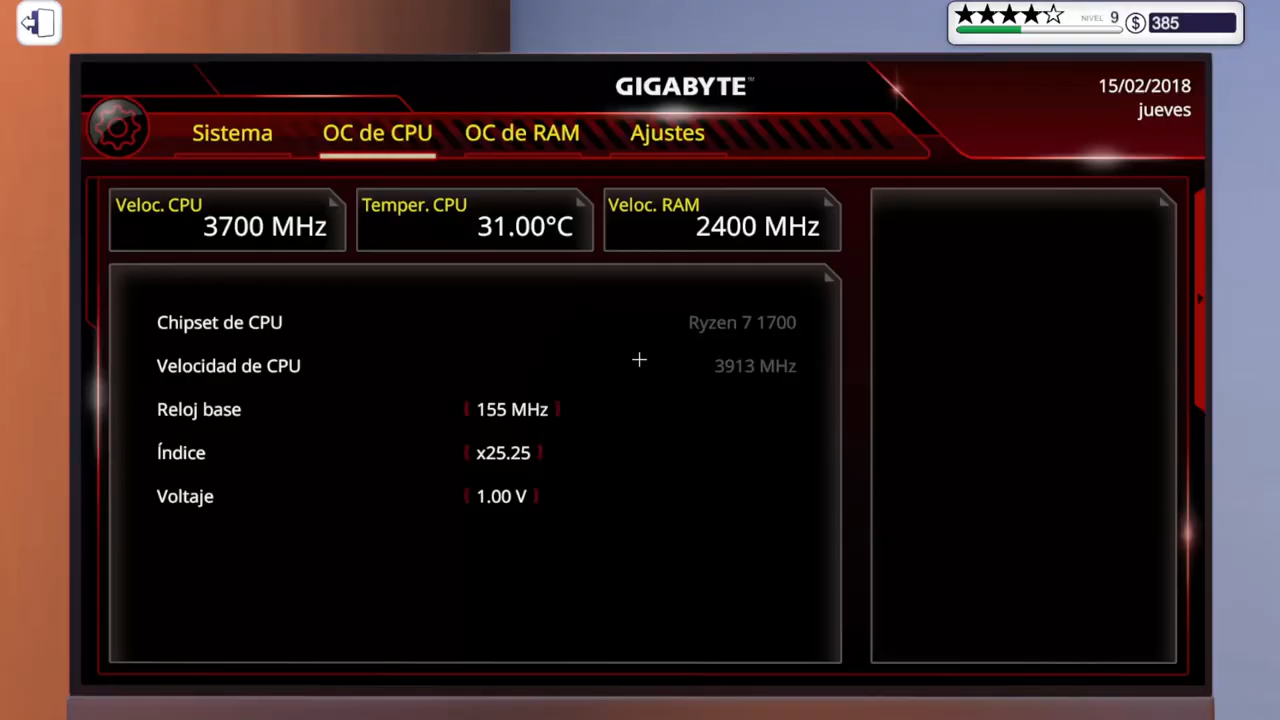 NIVEL 9 $ 385
GIGABYTE™
15/02/2018
jueves
Sistema OC de CPU OC de RAM Ajustes
Veloc. CPU Temper. CPU Veloc. RAM
3700 MHz 31.00°C 2400 MHz
Chipset de CPU Ryzen 7 1700
Velocidad de CPU 3913 MHz
Reloj base 155 MHz
Índice x25.25
Voltaje 1.00 V